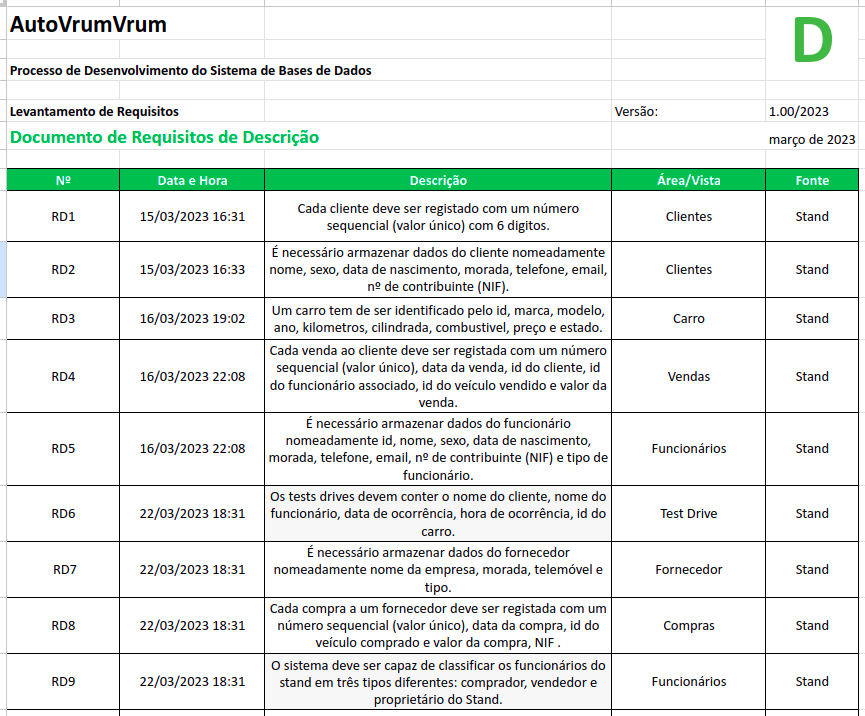 AutoVrumVrum
D
Processo de Desenvolvimento do Sistema de Bases de Dados
Levantamento de Requisitos Versão: 1.00/2023
Documento de Requisitos de Descrição março de 2023
Nº Data e Hora Descrição Área/Vista Fonte
RD1 15/03/2023 16:31 Cada cliente deve ser registado com um número
sequencial (valor único) com 6 digitos. Clientes Stand
RD2 15/03/2023 16:33 É necessário armazenar dados do cliente nomeadamente
nome, sexo, data de nascimento, morada, telefone, email,
nº de contribuinte (NIF). Clientes Stand
RD3 16/03/2023 19:02 Um carro tem de ser identificado pelo id, marca, modelo,
ano, kilometros, cilindrada, combustivel, preço e estado. Carro Stand
RD4 16/03/2023 22:08 Cada venda ao cliente deve ser registada com um número
sequencial (valor único), data da venda, id do cliente, id
do funcionário associado, id do veículo vendido e valor da
venda. Vendas Stand
RD5 16/03/2023 22:08 É necessário armazenar dados do funcionário
nomeadamente id, nome, sexo, data de nascimento,
morada, telefone, email, nº de contribuinte (NIF) e tipo de
funcionário. Funcionários Stand
RD6 22/03/2023 18:31 Os tests drives devem conter o nome do cliente, nome do
funcionário, data de ocorrência, hora de ocorrência, id do
carro. Test Drive Stand
RD7 22/03/2023 18:31 É necessário armazenar dados do fornecedor
nomeadamente nome da empresa, morada, telemóvel e
tipo. Fornecedor Stand
RD8 22/03/2023 18:31 Cada compra a um fornecedor deve ser registada com um
número sequencial (valor único), data da compra, id do
veículo comprado e valor da compra, NIF . Compras Stand
RD9 22/03/2023 18:31 O sistema deve ser capaz de classificar os funcionários do
stand em três tipos diferentes: comprador, vendedor e
proprietário do Stand. Funcionários Stand